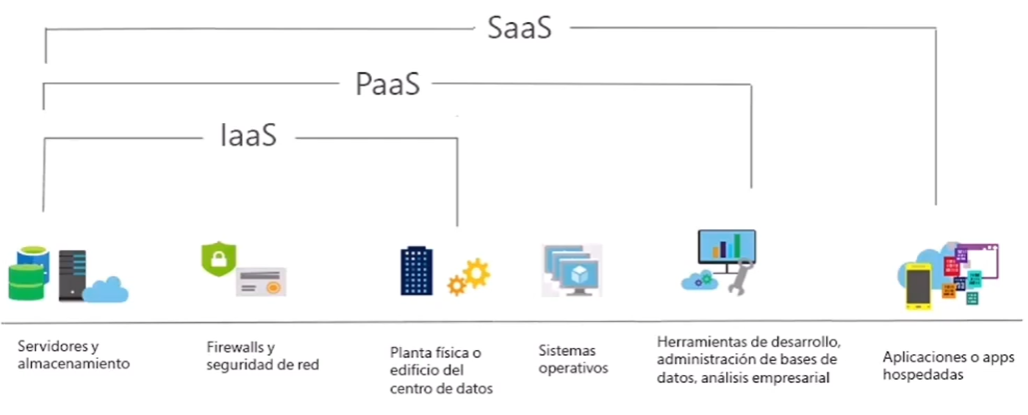 SaaS
PaaS
IaaS
Servidores y
almacenamiento
Firewalls y
seguridad de red
Planta física o
edificio del
centro de datos
Sistemas
operativos
Herramientas de desarrollo,
administración de bases de
datos, análisis empresarial
Aplicaciones o apps
hospedadas